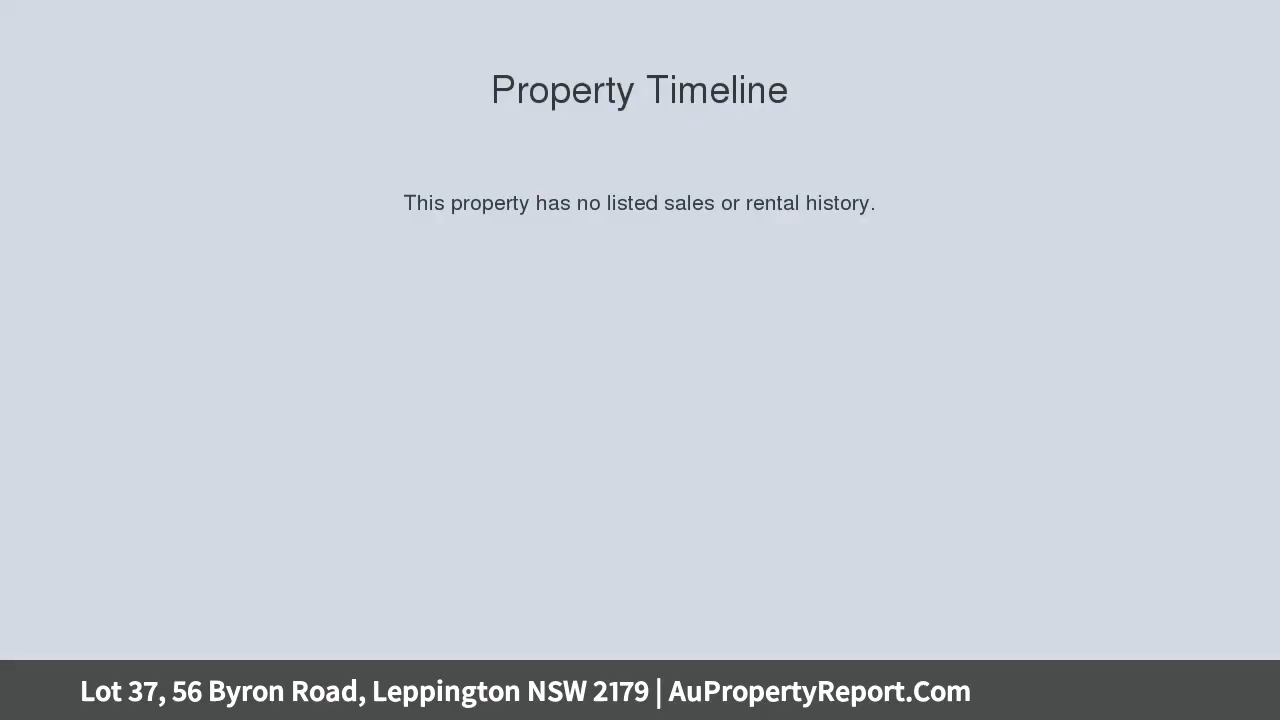 Property Timeline
This property has no listed sales or rental history.
Lot 37, 56 Byron Road, Leppington NSW 2179 | AuPropertyReport.Com